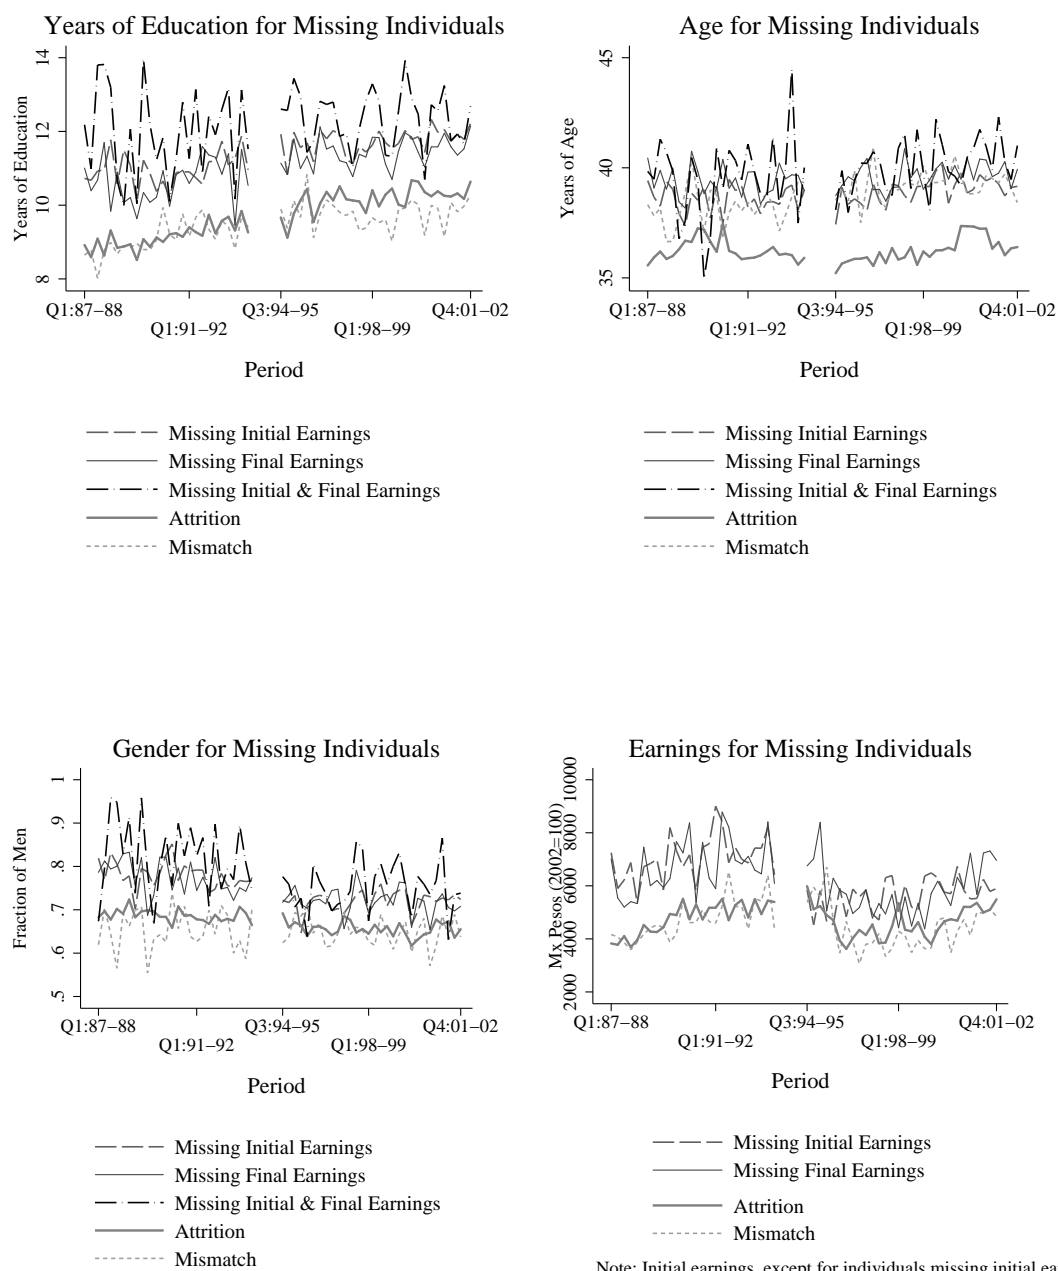 Years of Education for Missing Individuals
14
12
10
8
Years of Education
Q1:87–88
Q3:94–95
Q4:01–02
Q1:91–92
Q1:98–99
Period
Missing Initial Earnings
Missing Final Earnings
Missing Initial & Final Earnings
Attrition
Mismatch
Age for Missing Individuals
45
40
35
Years of Age
Q1:87–88
Q3:94–95
Q4:01–02
Q1:91–92
Q1:98–99
Period
Missing Initial Earnings
Missing Final Earnings
Missing Initial & Final Earnings
Attrition
Mismatch
Gender for Missing Individuals
1
.9
.8
.7
.6
.5
Fraction of Men
Q1:87–88
Q3:94–95
Q4:01–02
Q1:91–92
Q1:98–99
Period
Missing Initial Earnings
Missing Final Earnings
Missing Initial & Final Earnings
Attrition
Mismatch
Earnings for Missing Individuals
10000
8000
6000
4000
2000
Mx Pesos (2002=100)
Q1:87–88
Q3:94–95
Q4:01–02
Q1:91–92
Q1:98–99
Period
Missing Initial Earnings
Missing Final Earnings
Attrition
Mismatch
Note: Initial earnings, except for individuals missing initial ea